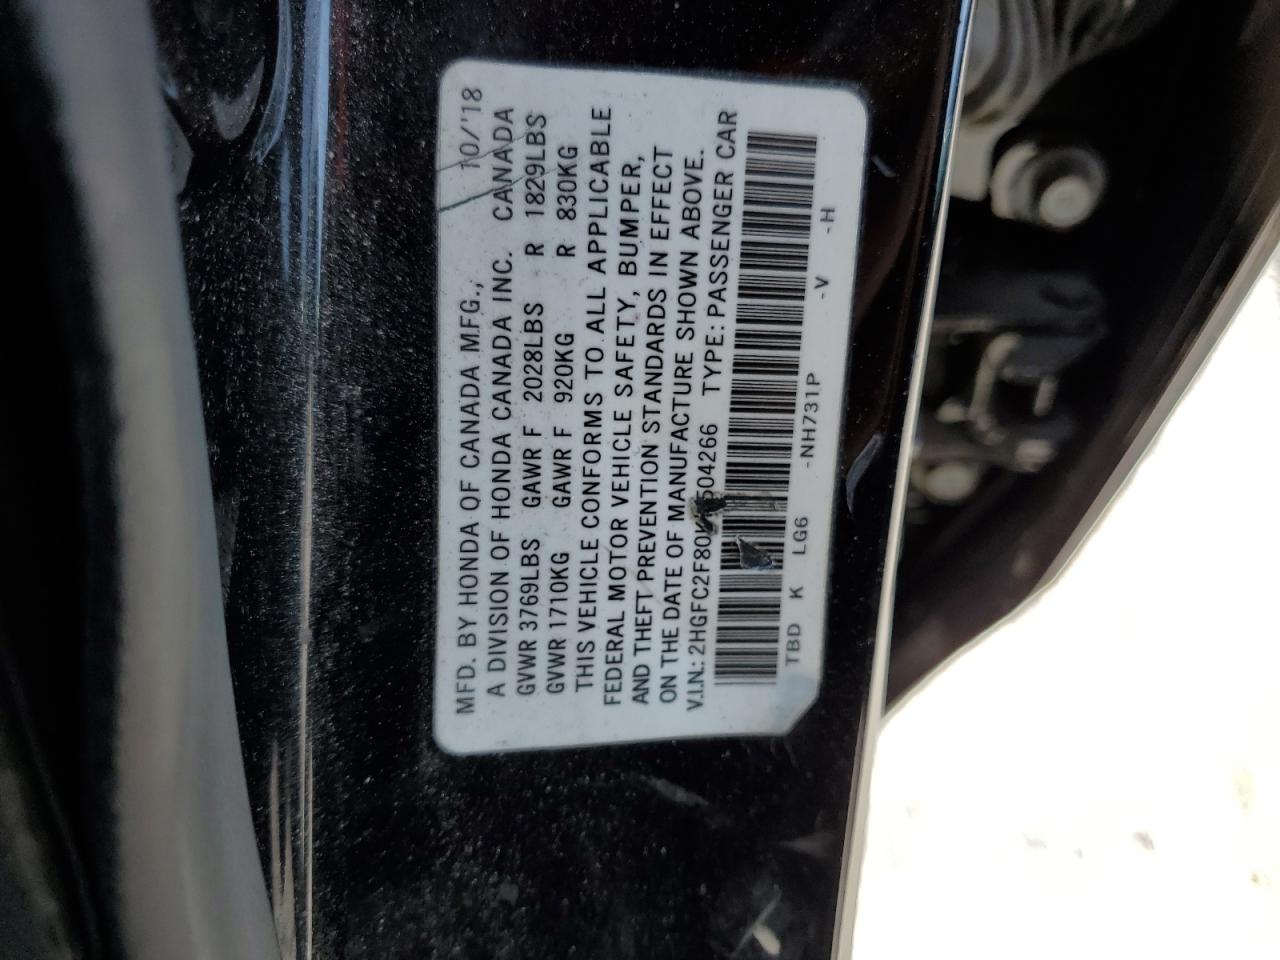 10/'18
MFD. BY HONDA OF CANADA MFG.,
A DIVISION OF HONDA CANADA INC. CANADA
GVWR 3769LBS GAWR F 2028LBS R 1829LBS
GVWR 1710KG GAWR F 920KG R 830KG
THIS VEHICLE CONFORMS TO ALL APPLICABLE
FEDERAL MOTOR VEHICLE SAFETY, BUMPER,
AND THEFT PREVENTION STANDARDS IN EFFECT
ON THE DATE OF MANUFACTURE SHOWN ABOVE.
V.I.N.: TYPE: PASSENGER CAR
TBD K LG6 -NH731P -V -H